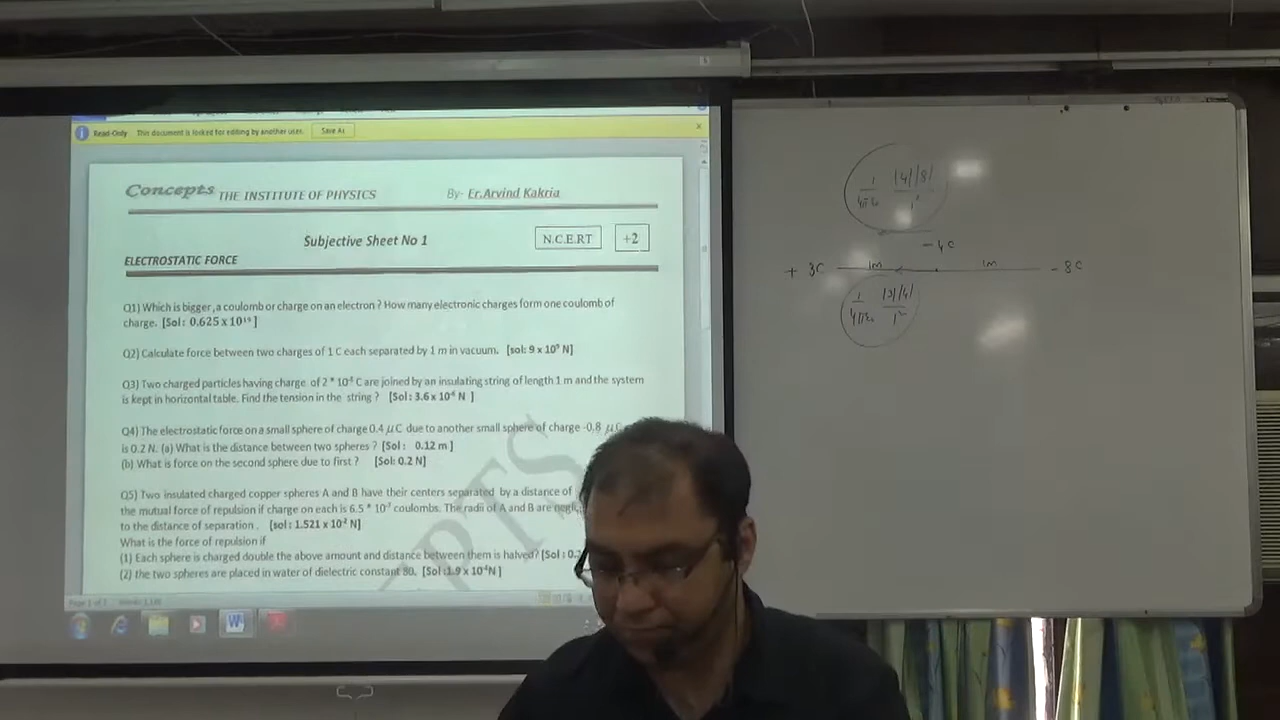 Read-Only This document is locked for editing by another user. Save As
Concepts THE INSTITUTE OF PHYSICS By- Er.Arvind Kakria
Subjective Sheet No 1 N.C.E.RT +2
ELECTROSTATIC FORCE
Q1) Which is bigger, a coulomb or charge on an electron ? How many electronic charges form one coulomb of
charge. [Sol: 0.625 x 10¹⁹]
Q2) Calculate force between two charges of 1 C each separated by 1 m in vacuum. [sol: 9 x 10⁹ N]
Q3) Two charged particles having charge of 2 * 10⁻⁸ C are joined by an insulating string of length 1 m and the system
is kept in horizontal table. Find the tension in the string ? [Sol: 3.6 x 10⁻⁶ N ]
Q4) The electrostatic force on a small sphere of charge 0.4 μC due to another small sphere of charge -0.8 μC
is 0.2 N. (a) What is the distance between two spheres ? [Sol: 0.12 m ]
(b) What is force on the second sphere due to first ? [Sol: 0.2 N]
Q5) Two insulated charged copper spheres A and B have their centers separated by a distance of
the mutual force of repulsion if charge on each is 6.5 * 10⁻⁷ coulombs. The radii of A and B are
to the distance of separation . [sol : 1.521 x 10⁻² N]
What is the force of repulsion if
(1) Each sphere is charged double the above amount and distance between them is halved? [Sol :
(2) the two spheres are placed in water of dielectric constant 80. [Sol :1.9 x 10⁻⁴N ]
1 |4||8|
4πε₀ 1²
- 4C
+ 3C 1m 1m - 8C
1 |3||4|
4πε₀ 1²